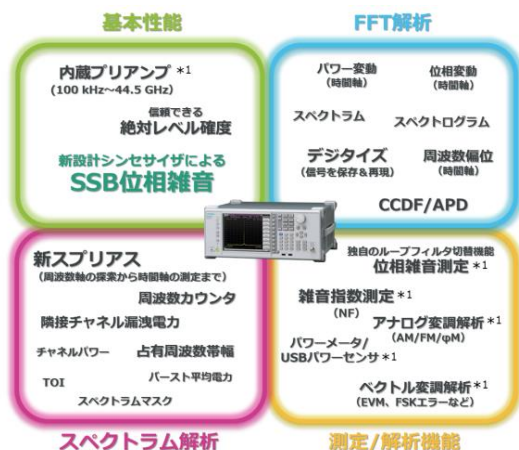 基本性能
内蔵プリアンプ *1
(100 kHz~44.5 GHz)
信頼できる
絶対レベル確度
新設計シンセサイザによる
SSB位相雑音
FFT解析
パワー変動
(時間軸)
位相変動
(時間軸)
スペクトラム
スペクトログラム
デジタイズ
(信号を保存&再現)
周波数偏位
(時間軸)
CCDF/APD
新スプリアス
(周波数軸の探索から時間軸の測定まで)
周波数カウンタ
隣接チャネル漏洩電力
チャネルパワー
占有周波数帯幅
TOI
バースト平均電力
スペクトラムマスク
スペクトラム解析
独自のループフィルタ切替機能
位相雑音測定 *1
雑音指数測定 *1
(NF)
アナログ変調解析 *1
(AM/FM/φM)
パワーメータ/
USBパワーセンサ *1
ベクトル変調解析 *1
(EVM、FSKエラーなど)
測定/解析機能